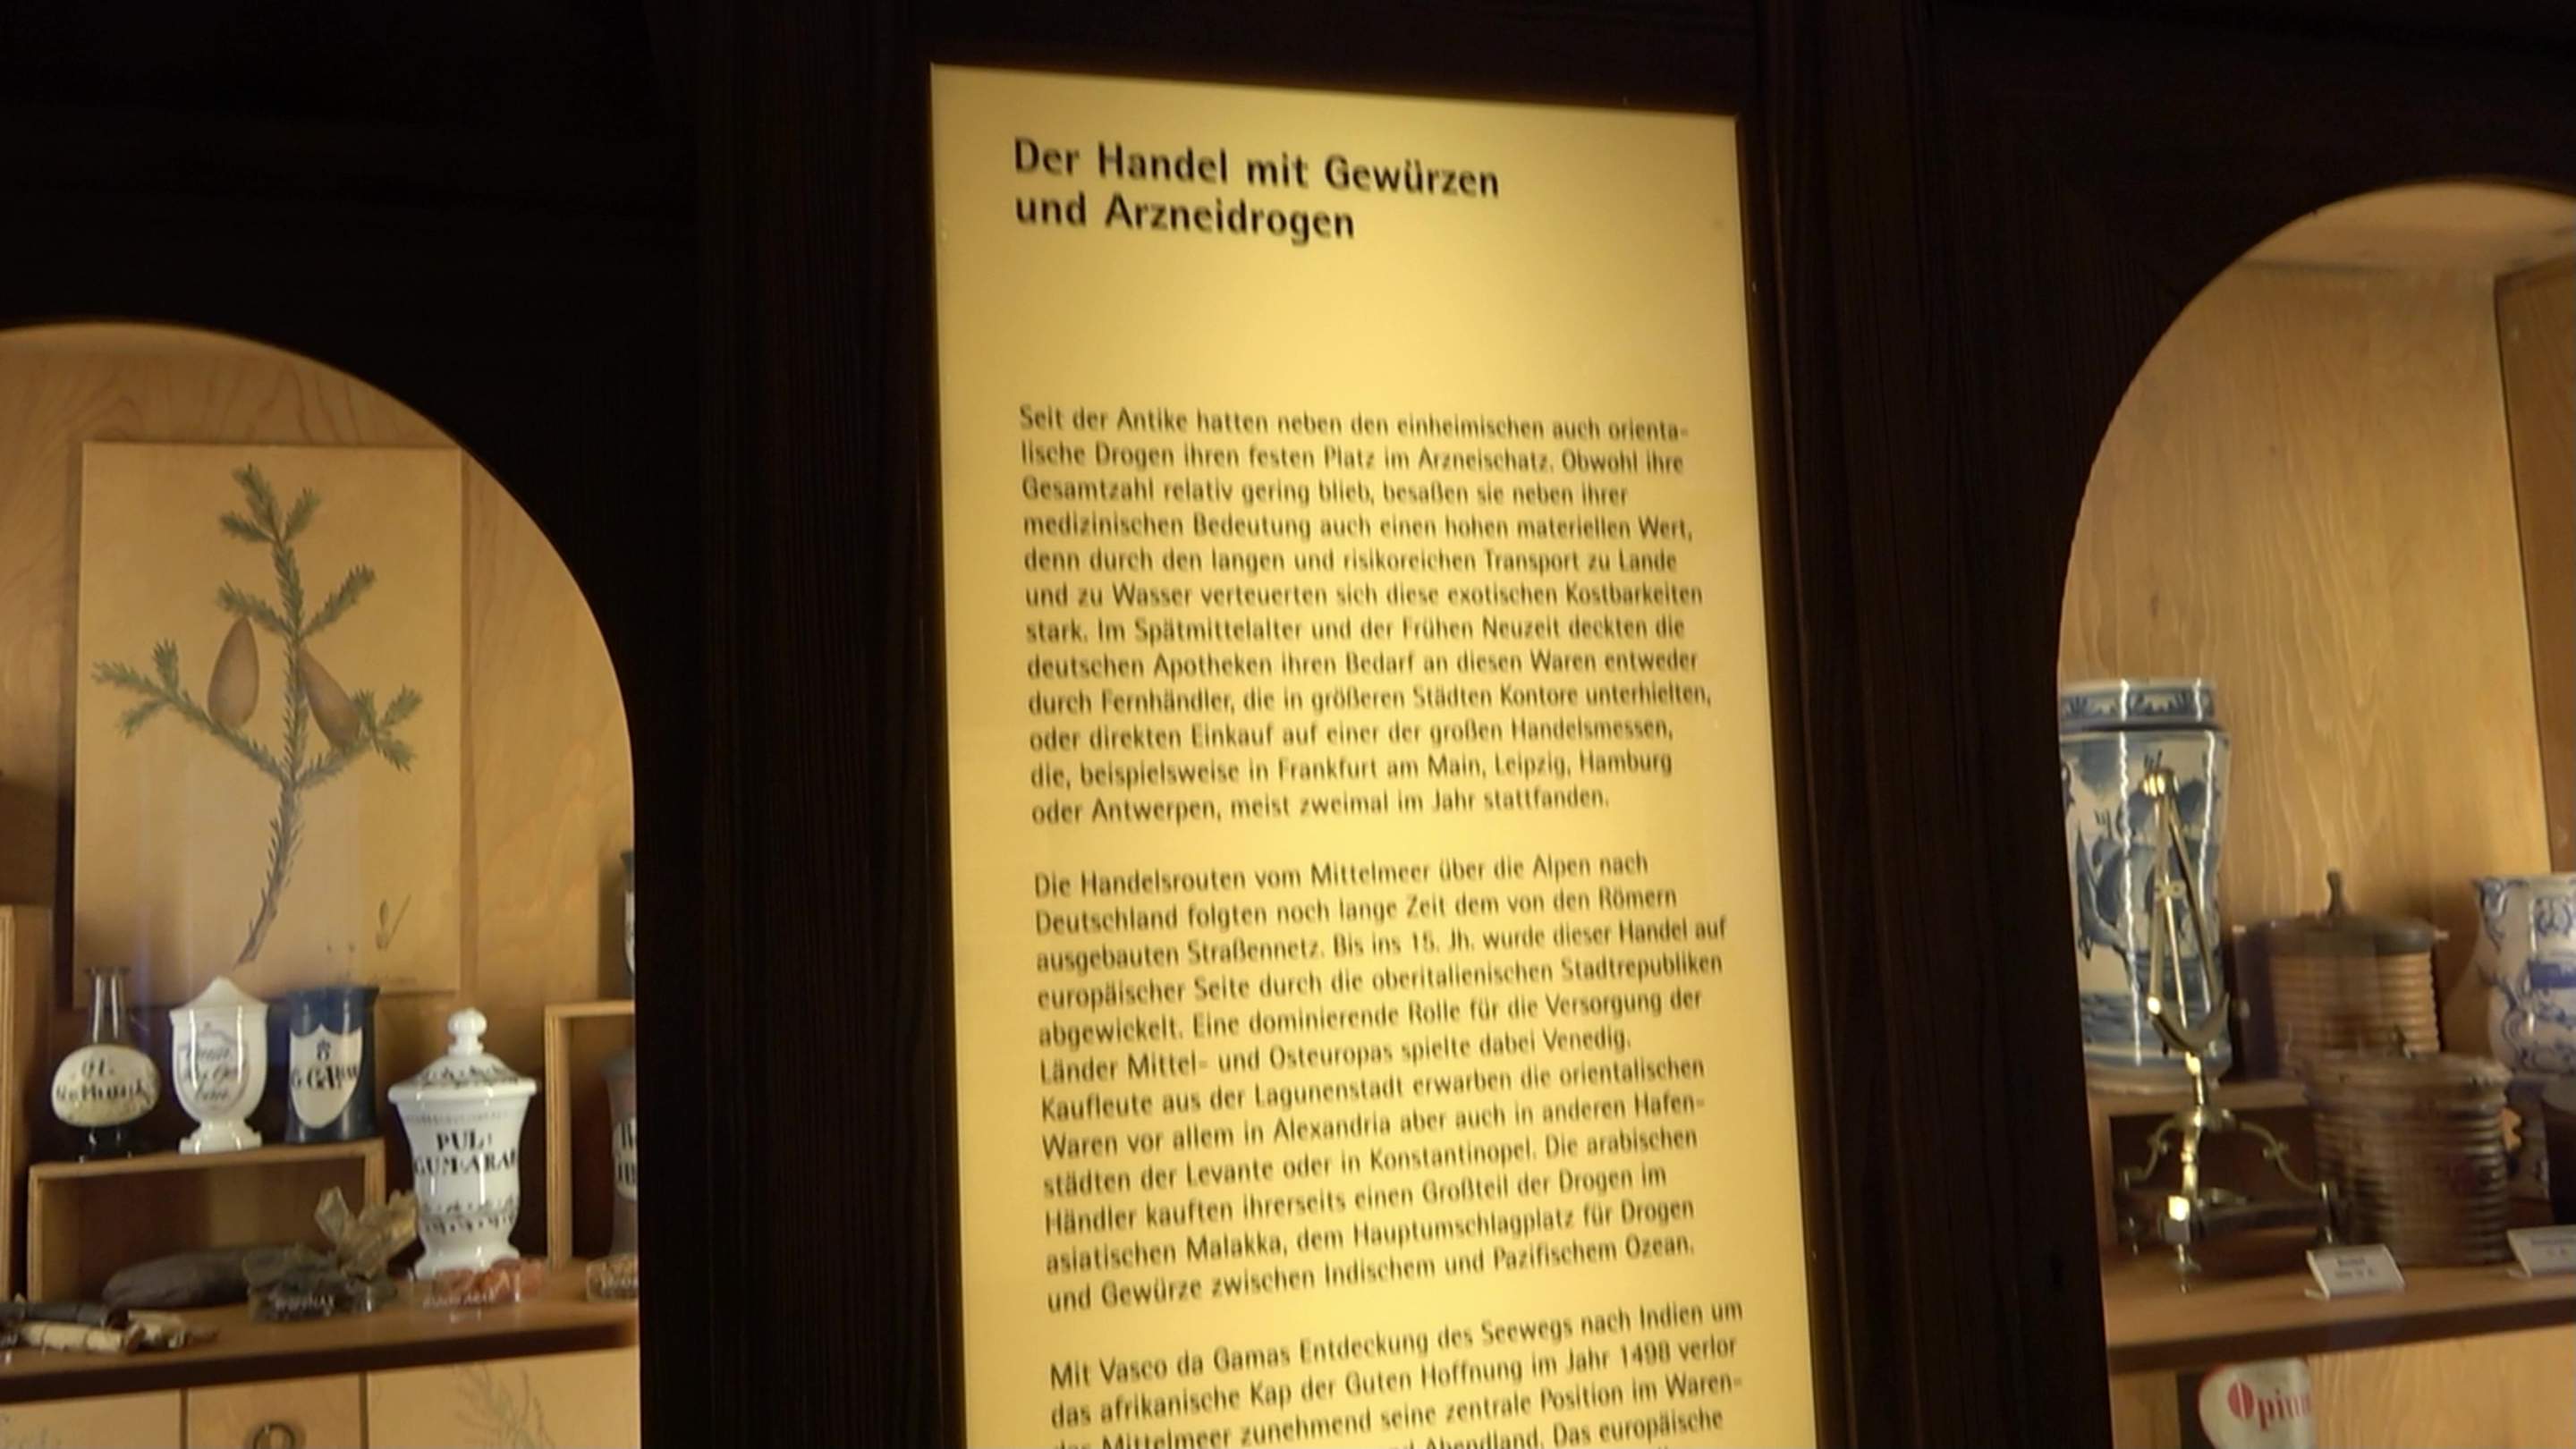 Der Handel mit Gewürzen
und Arzneidrogen
Seit der Antike hatten neben den einheimischen auch orienta-
lische Drogen ihren festen Platz im Arzneischatz. Obwohl ihre
Gesamtzahl relativ gering blieb, besaßen sie neben ihrer
medizinischen Bedeutung auch einen hohen materiellen Wert,
denn durch den langen und risikoreichen Transport zu Lande
und zu Wasser verteuerten sich diese exotischen Kostbarkeiten
stark. Im Spätmittelalter und der Frühen Neuzeit deckten die
deutschen Apotheken ihren Bedarf an diesen Waren entweder
durch Fernhändler, die in größeren Städten Kontore unterhielten,
oder direkten Einkauf auf einer der großen Handelsmessen,
die, beispielsweise in Frankfurt am Main, Leipzig, Hamburg
oder Antwerpen, meist zweimal im Jahr stattfanden.
Die Handelsrouten vom Mittelmeer über die Alpen nach
Deutschland folgten noch lange Zeit dem von den Römern
ausgebauten Straßennetz. Bis ins 15. Jh. wurde dieser Handel auf
europäischer Seite durch die oberitalienischen Stadtrepubliken
abgewickelt. Eine dominierende Rolle für die Versorgung der
Länder Mittel- und Osteuropas spielte dabei Venedig.
Kaufleute aus der Lagunenstadt erwarben die orientalischen
Waren vor allem in Alexandria aber auch in anderen Hafen-
städten der Levante oder in Konstantinopel. Die arabischen
Händler kauften ihrerseits einen Großteil der Drogen im
asiatischen Malakka, dem Hauptumschlagplatz für Drogen
und Gewürze zwischen Indischem und Pazifischem Ozean.
Mit Vasco da Gamas Entdeckung des Seewegs nach Indien um
das afrikanische Kap der Guten Hoffnung im Jahr 1498 verlor
das Mittelmeer zunehmend seine zentrale Position im Waren-
Abendland. Das europäische
PUL:
GUM:ARAB
Opium